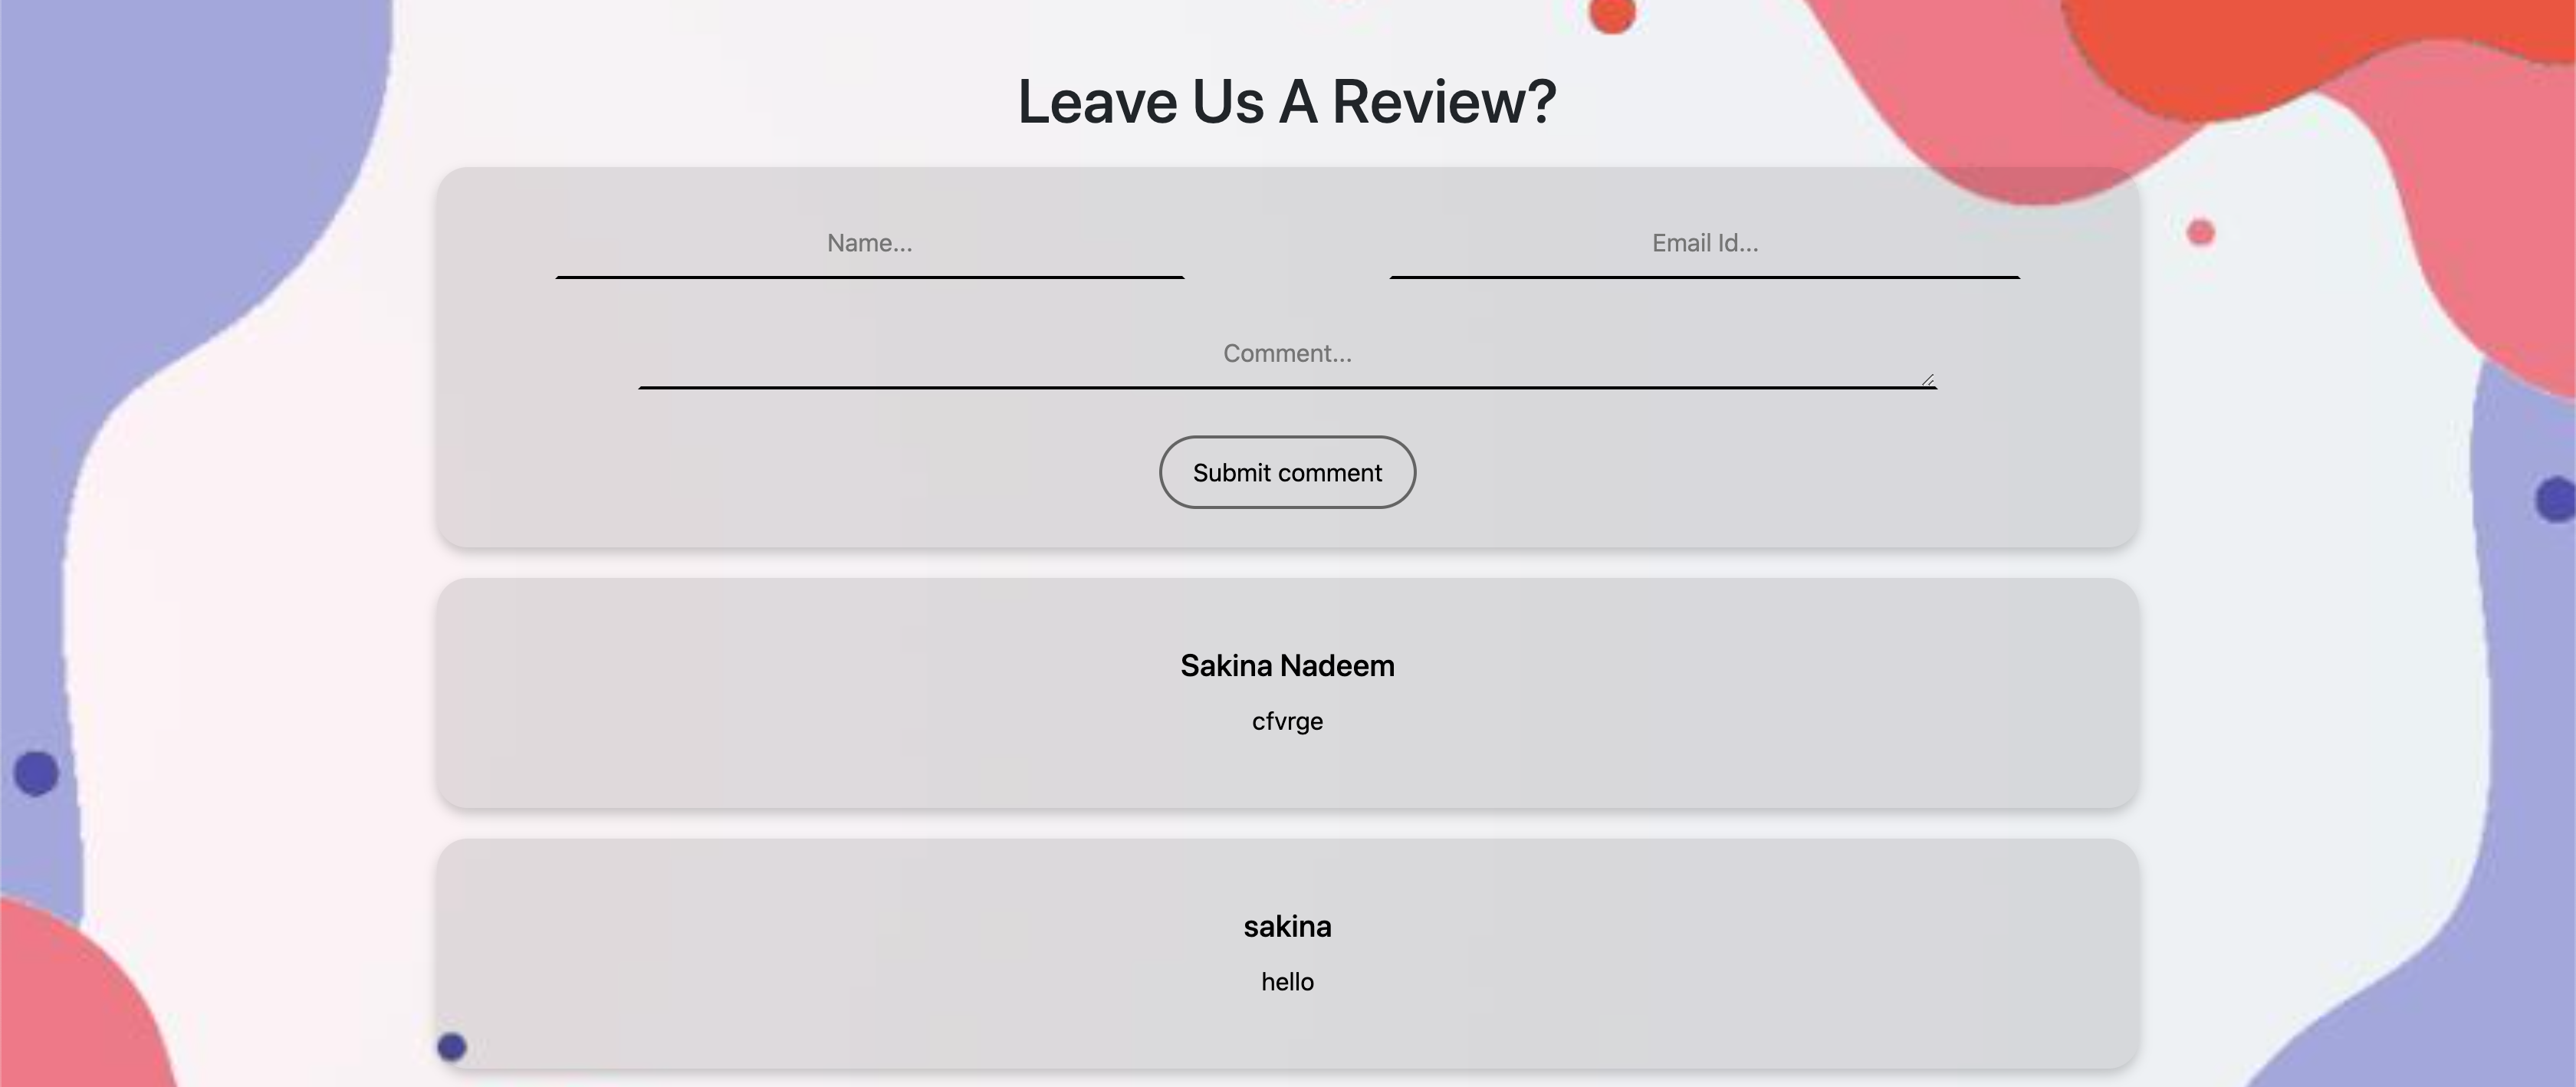 Leave Us A Review?
Name... Email Id...
Comment...
Submit comment
Sakina Nadeem
cfvrge
sakina
hello